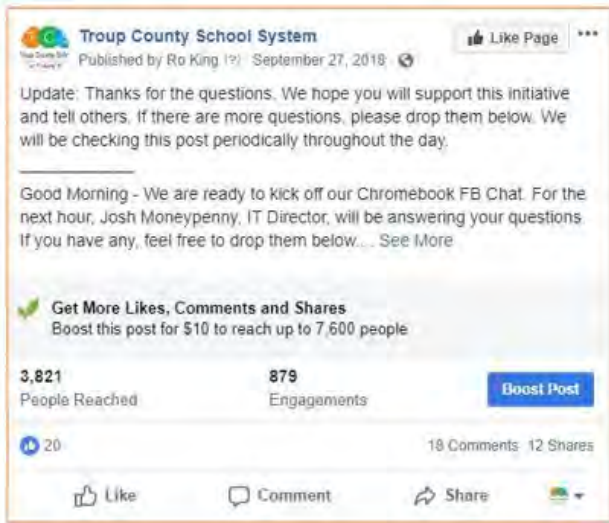 Troup County School System
Like Page
Published by Ro King [?] September 27, 2018
Update: Thanks for the questions. We hope you will support this initiative
and tell others. If there are more questions, please drop them below. We
will be checking this post periodically throughout the day.
Good Morning - We are ready to kick off our Chromebook FB Chat. For the
next hour, Josh Moneypenny, IT Director, will be answering your questions.
If you have any, feel free to drop them below.... See More
Get More Likes, Comments and Shares
Boost this post for $10 to reach up to 7,600 people
3,821 879
People Reached Engagements
Boost Post
20 18 Comments 12 Shares
Like Comment Share